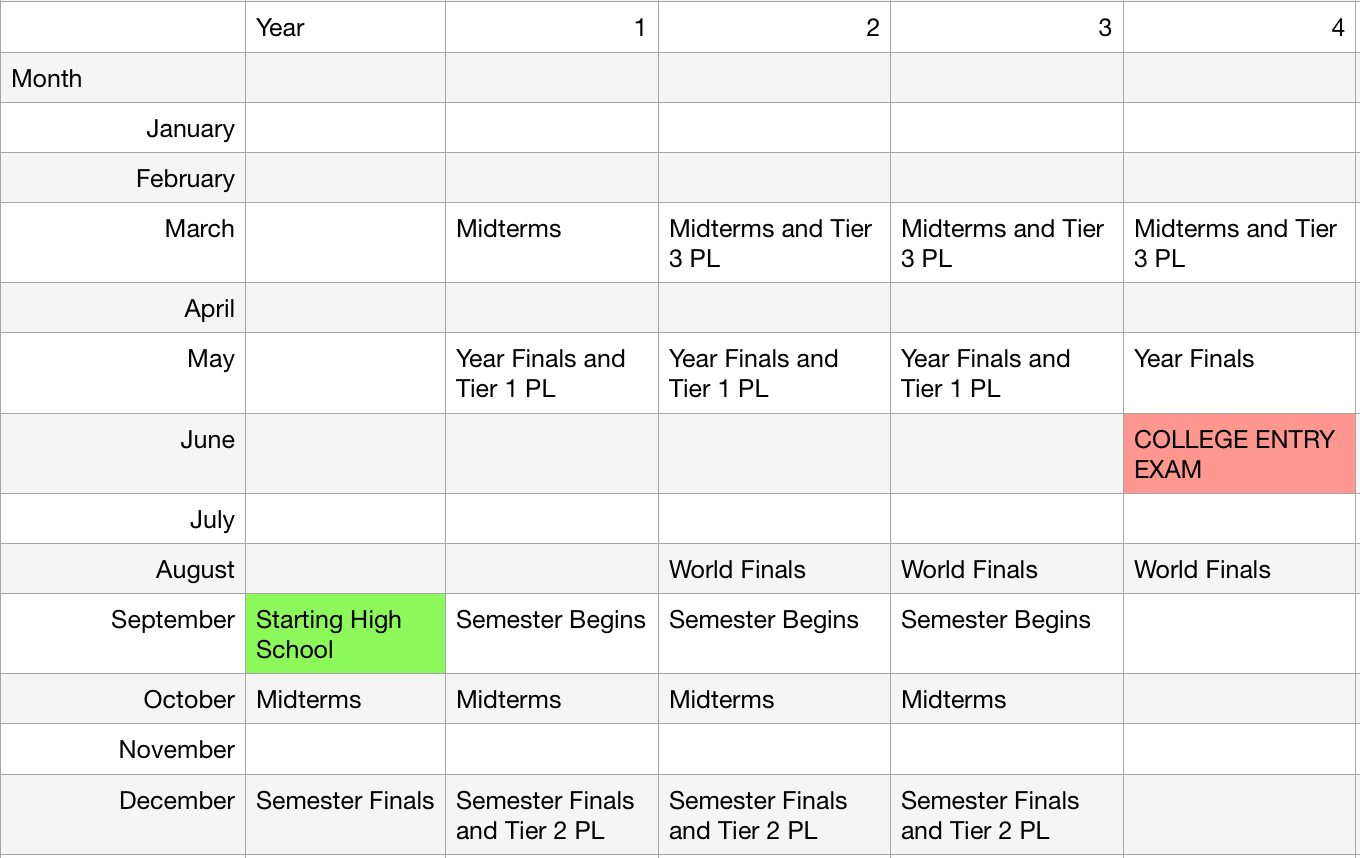 Year 1 2 3 4
Month
January
February
March Midterms Midterms and Tier Midterms and Tier Midterms and Tier
3 PL 3 PL 3 PL
April
May Year Finals and Year Finals and Year Finals and Year Finals
Tier 1 PL Tier 1 PL Tier 1 PL
June COLLEGE ENTRY
EXAM
July
August World Finals World Finals World Finals
September Starting High Semester Begins Semester Begins Semester Begins
School
October Midterms Midterms Midterms Midterms
November
December Semester Finals Semester Finals Semester Finals Semester Finals
and Tier 2 PL and Tier 2 PL and Tier 2 PL